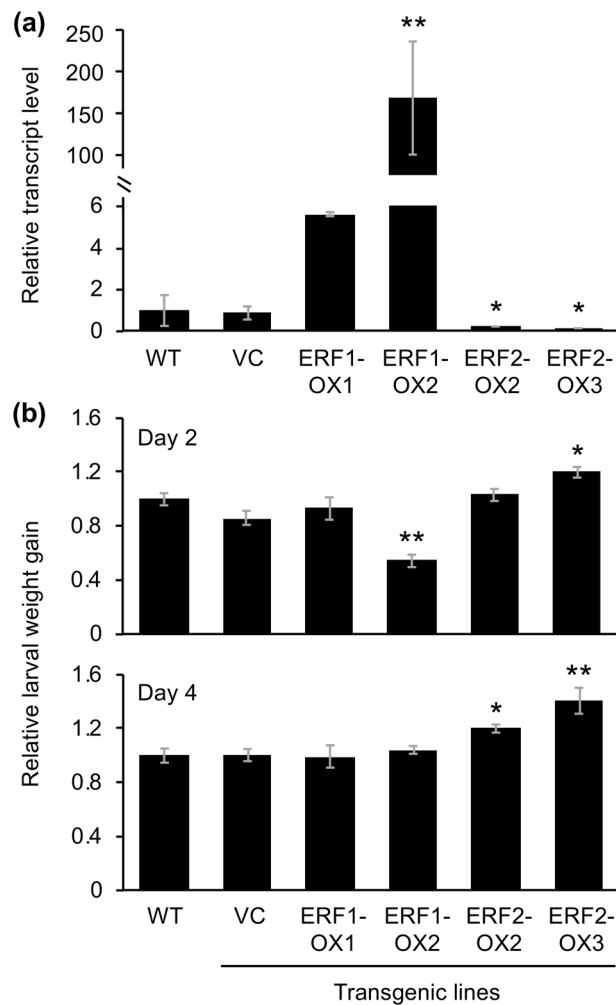 (a)
Relative transcript level
250
200
150
100
6
4
2
0
**
*
*
WT VC ERF1-OX1 ERF1-OX2 ERF2-OX2 ERF2-OX3
(b)
Relative larval weight gain
Day 2
1.6
1.2
0.8
0.4
0
**
*
Day 4
1.6
1.2
0.8
0.4
0
*
**
WT VC ERF1-OX1 ERF1-OX2 ERF2-OX2 ERF2-OX3
Transgenic lines